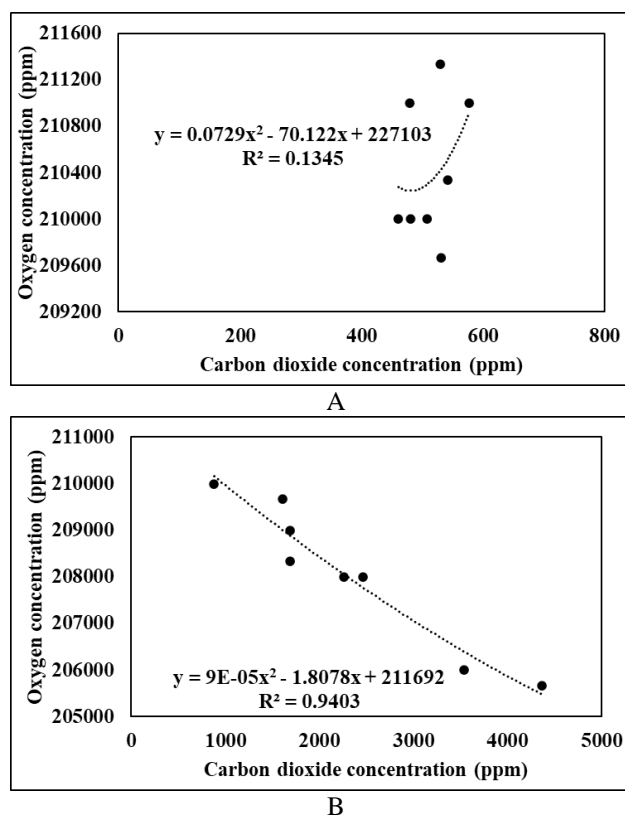 211600
211200
210800
210400
210000
209600
209200
Oxygen concentration (ppm)
y = 0.0729x² - 70.122x + 227103
R² = 0.1345
0 200 400 600 800
Carbon dioxide concentration (ppm)
A
211000
210000
209000
208000
207000
206000
205000
Oxygen concentration (ppm)
y = 9E-05x² - 1.8078x + 211692
R² = 0.9403
0 1000 2000 3000 4000 5000
Carbon dioxide concentration (ppm)
B